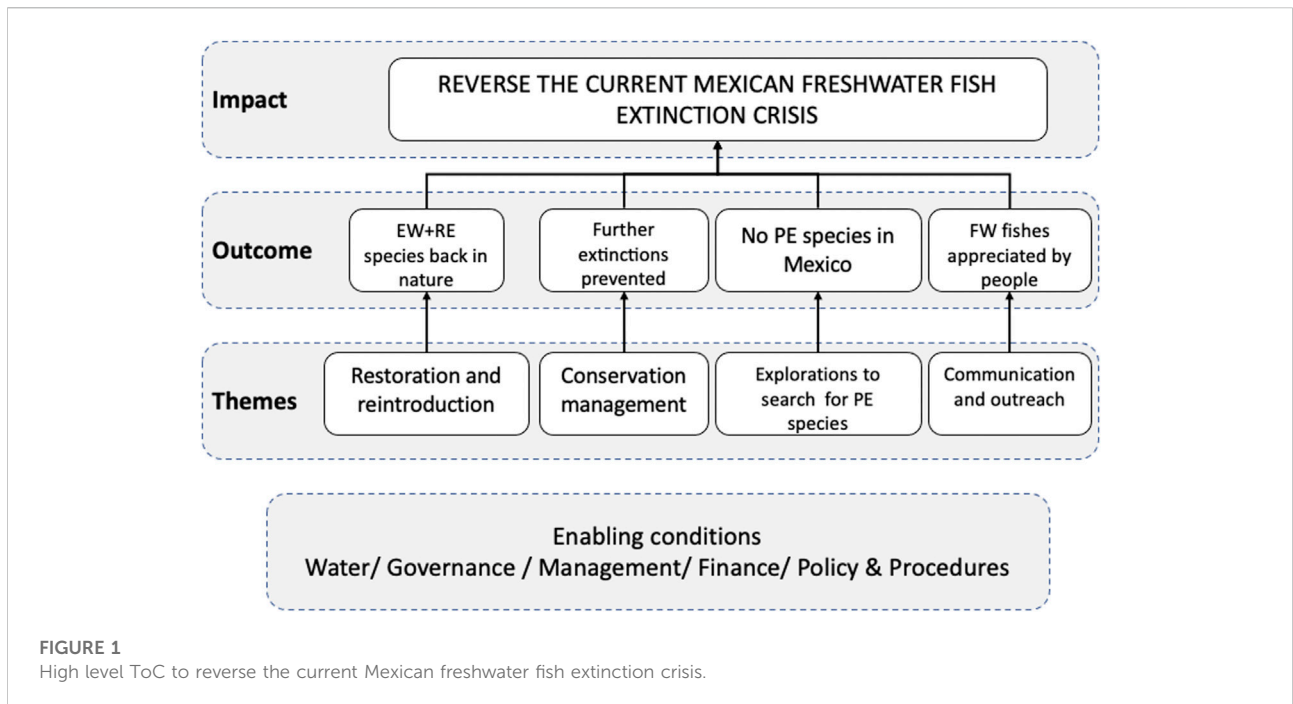 Impact
REVERSE THE CURRENT MEXICAN FRESHWATER FISH
EXTINCTION CRISIS
Outcome
EW+RE
species back in
nature
Further
extinctions
prevented
No PE species in
Mexico
FW fishes
appreciated by
people
Themes
Restoration and
reintroduction
Conservation
management
Explorations to
search for PE
species
Communication
and outreach
Enabling conditions
Water/ Governance / Management/ Finance/ Policy & Procedures
FIGURE 1
High level ToC to reverse the current Mexican freshwater fish extinction crisis.